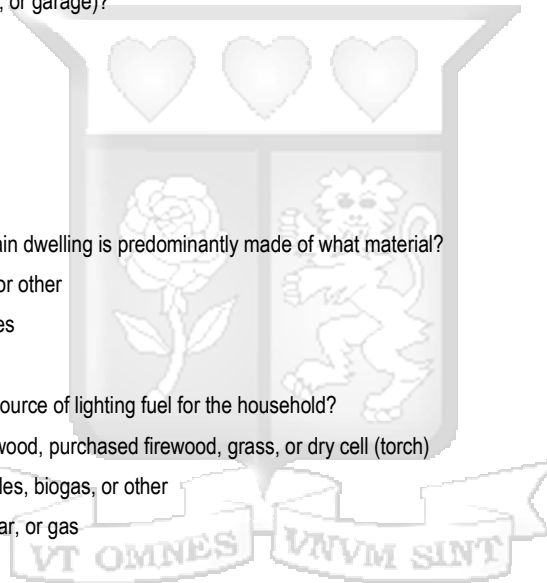 , or garage)?
ain dwelling is predominantly made of what material?
or other
es
ource of lighting fuel for the household?
wood, purchased firewood, grass, or dry cell (torch)
les, biogas, or other
ar, or gas
VT OMNES VNVM SINT